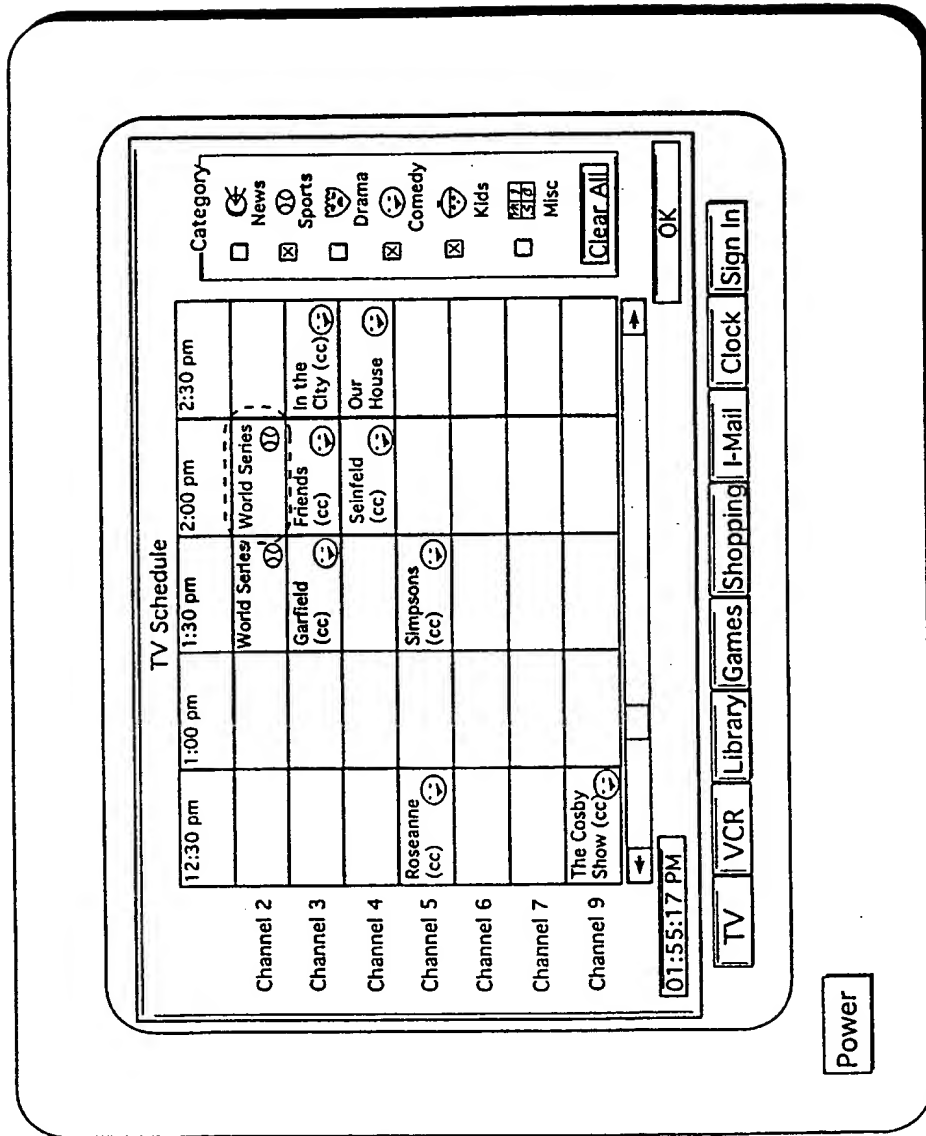 TV Schedule
12:30 pm 1:00 pm 1:30 pm 2:00 pm 2:30 pm
Channel 2 World Series World Series
Channel 3 Garfield (cc) Friends (cc) In the City (cc)
Channel 4 Seinfeld (cc) Our House
Channel 5 Roseanne (cc) Simpsons (cc)
Channel 6
Channel 7
Channel 9 The Cosby Show (cc)
Category
News
Sports
Drama
Comedy
Kids
Misc
Clear All
01:55:17 PM
OK
TV VCR Library Games Shopping I-Mail Clock Sign In
Power